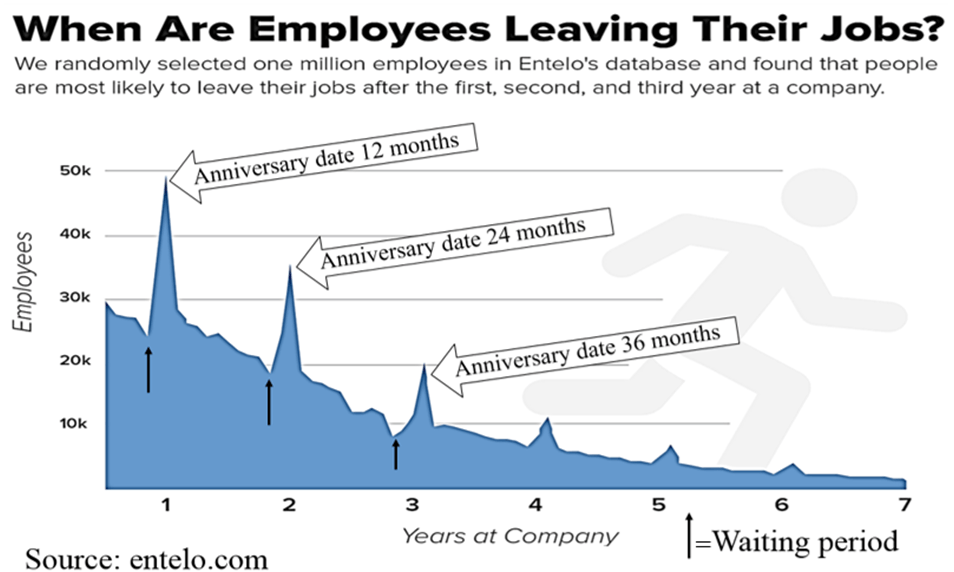 When Are Employees Leaving Their Jobs?
We randomly selected one million employees in Entelo's database and found that people
are most likely to leave their jobs after the first, second, and third year at a company.
Anniversary date 12 months
50k
Anniversary date 24 months
40k
Employees
30k
Anniversary date 36 months
20k
10k
1 2 3 4 5 6 7
Years at Company
=Waiting period
Source: entelo.com